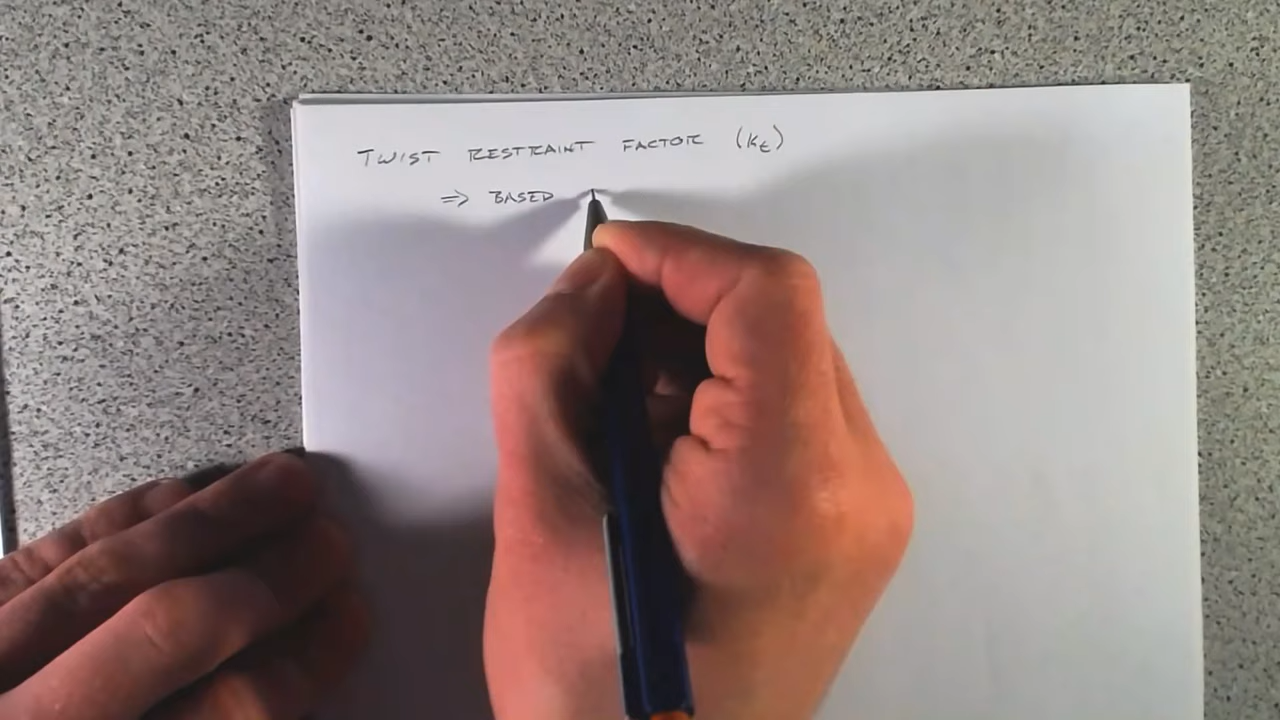 TWIST RESTRAINT FACTOR (kt)
⇒ BASED